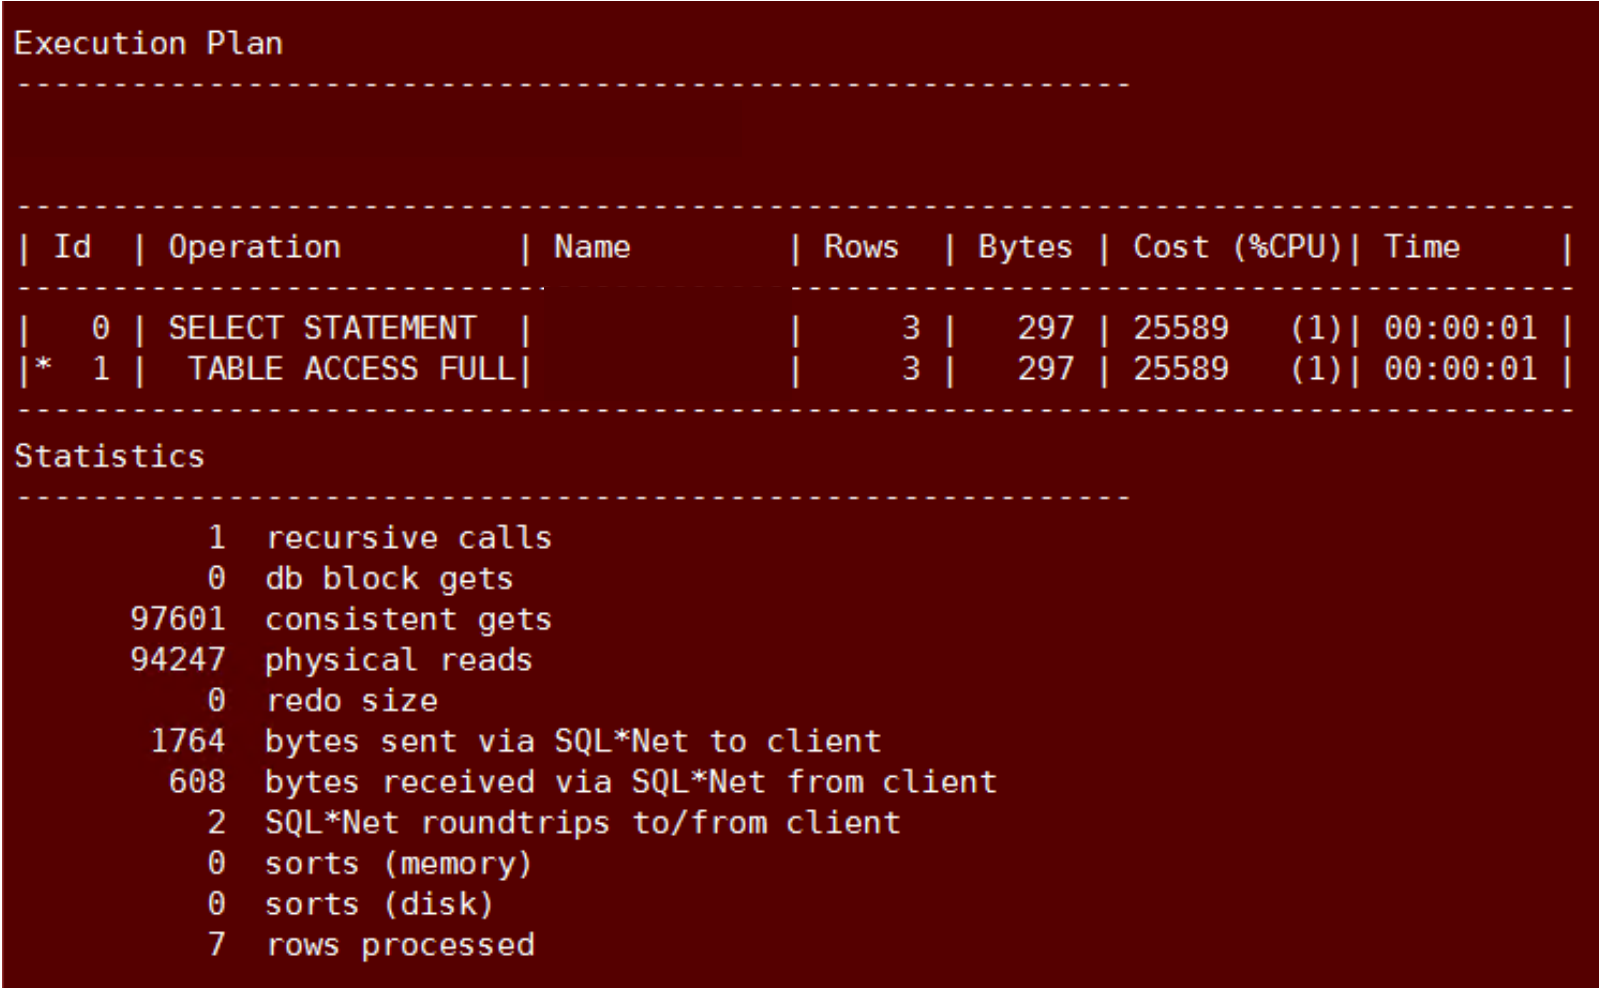 Execution Plan
----------------------------------------------------------
---------------------------------------------------------------------------------
| Id  | Operation         | Name        | Rows  | Bytes | Cost (%CPU)| Time     |
---------------------------------------------------------------------------------
|   0 | SELECT STATEMENT  |             |     3 |   297 | 25589   (1)| 00:00:01 |
|*  1 |  TABLE ACCESS FULL|             |     3 |   297 | 25589   (1)| 00:00:01 |
---------------------------------------------------------------------------------
Statistics
----------------------------------------------------------
          1  recursive calls
          0  db block gets
      97601  consistent gets
      94247  physical reads
          0  redo size
       1764  bytes sent via SQL*Net to client
        608  bytes received via SQL*Net from client
          2  SQL*Net roundtrips to/from client
          0  sorts (memory)
          0  sorts (disk)
          7  rows processed